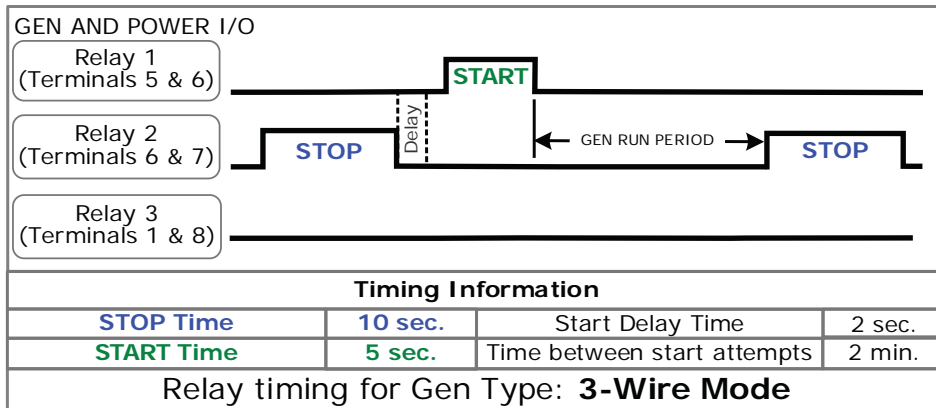 GEN AND POWER I/O
Relay 1
(Terminals 5 & 6)
START
Delay
Relay 2
(Terminals 6 & 7)
STOP
GEN RUN PERIOD
STOP
Relay 3
(Terminals 1 & 8)
Timing Information
STOP Time 10 sec. Start Delay Time 2 sec.
START Time 5 sec. Time between start attempts 2 min.
Relay timing for Gen Type: 3-Wire Mode